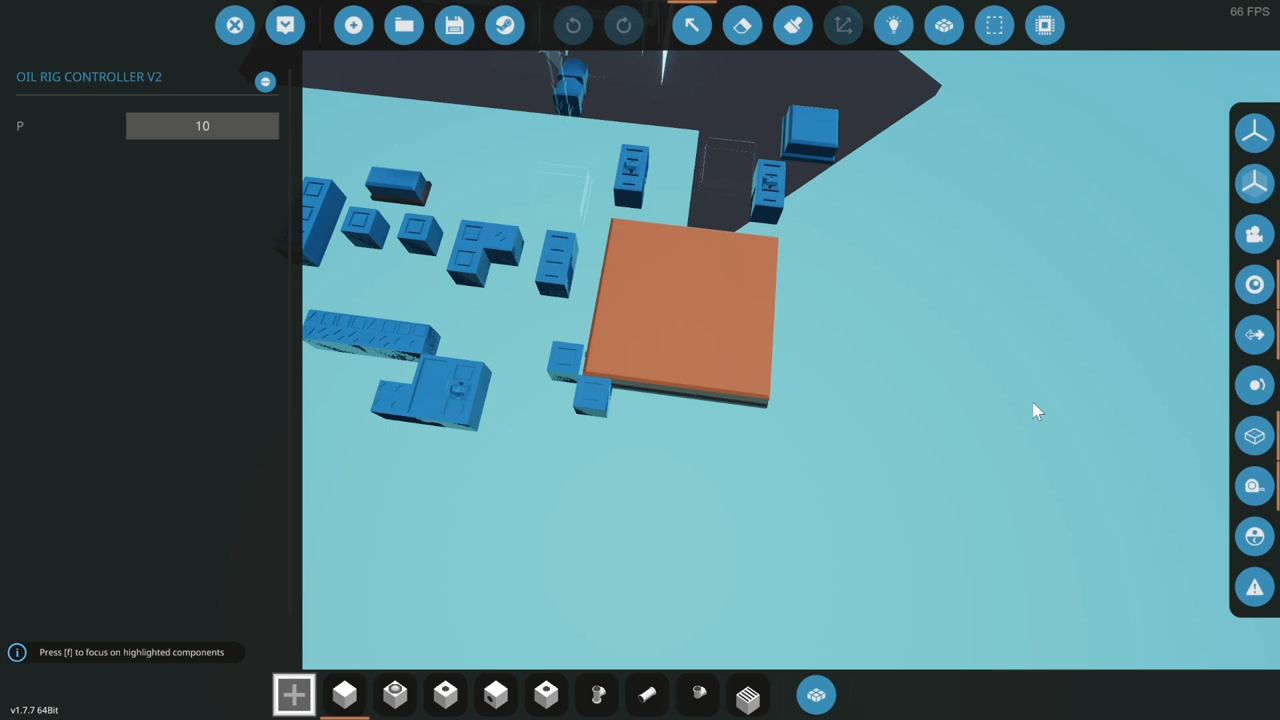 66 FPS
OIL RIG CONTROLLER V2
P
10
Press [f] to focus on highlighted components
v1.7.7 64Bit